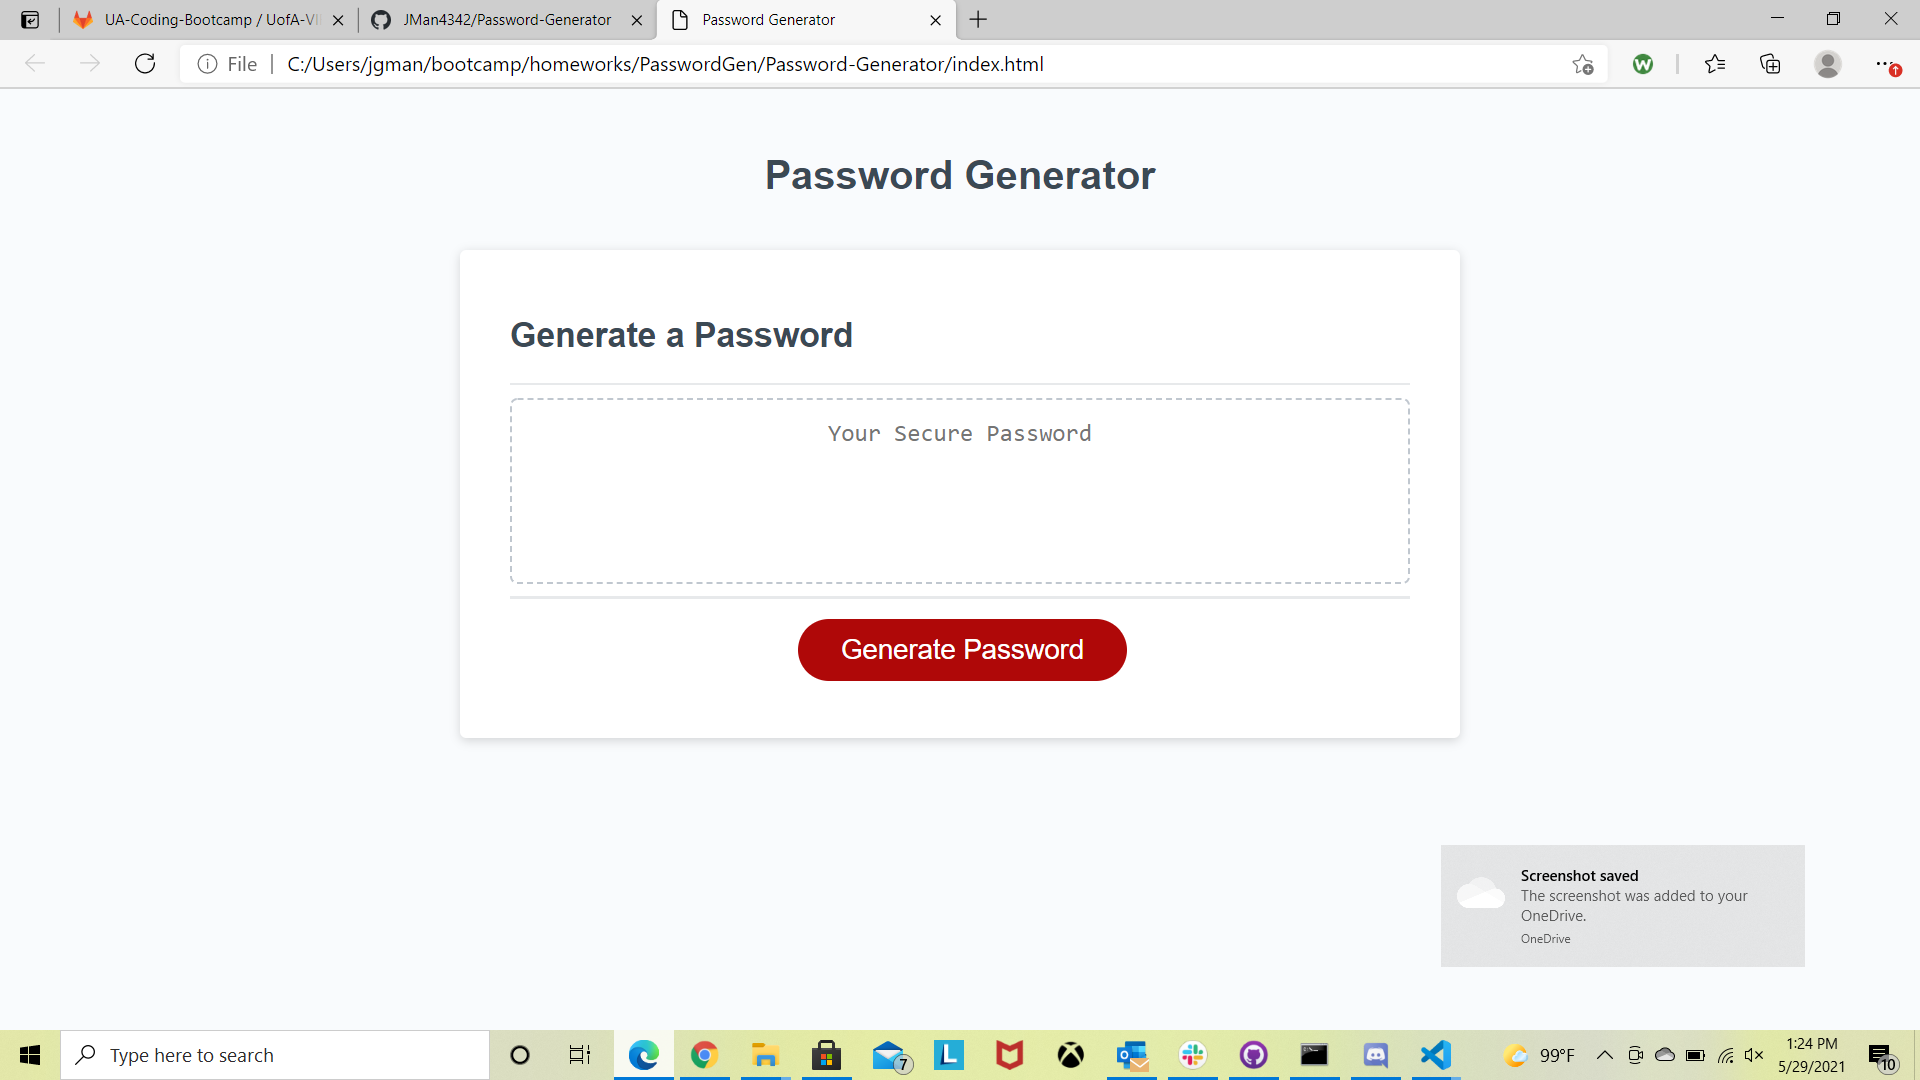 UA-Coding-Bootcamp / UofA-VI
JMan4342/Password-Generator
Password Generator
File
C:/Users/jgman/bootcamp/homeworks/PasswordGen/Password-Generator/index.html
W
Password Generator
Generate a Password
Your Secure Password
Generate Password
Screenshot saved
The screenshot was added to your
OneDrive.
OneDrive
Type here to search
7
L
99°F
1:24 PM
5/29/2021
10